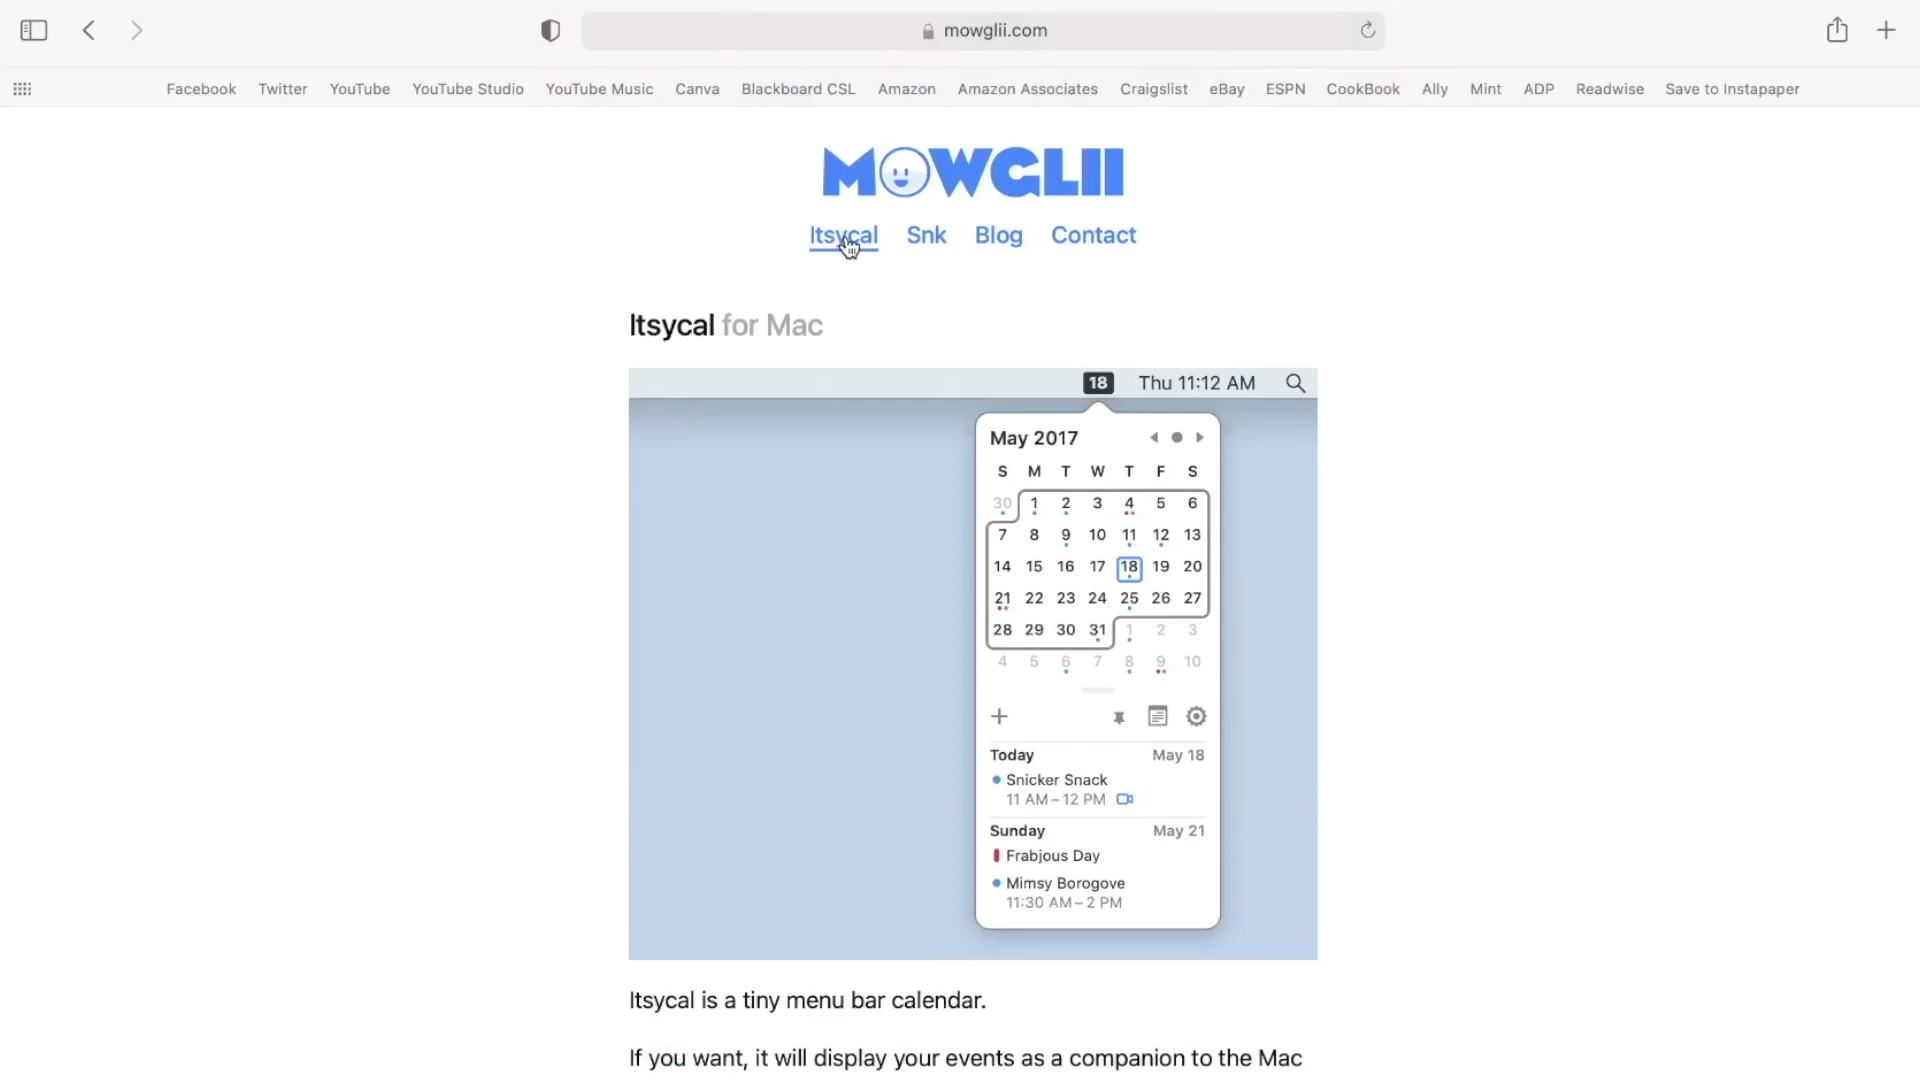 mowglii.com
Facebook Twitter YouTube YouTube Studio YouTube Music Canva Blackboard CSL Amazon Amazon Associates Craigslist eBay ESPN CookBook Ally Mint ADP Readwise Save to Instapaper
MOWGLII
Itsycal Snk Blog Contact
Itsycal for Mac
18 Thu 11:12 AM
May 2017
S M T W T F S
30 1 2 3 4 5 6
7 8 9 10 11 12 13
14 15 16 17 18 19 20
21 22 23 24 25 26 27
28 29 30 31 1 2 3
4 5 6 7 8 9 10
Today May 18
Snicker Snack
11 AM – 12 PM
Sunday May 21
Frabjous Day
Mimsy Borogove
11:30 AM – 2 PM
Itsycal is a tiny menu bar calendar.
If you want, it will display your events as a companion to the Mac